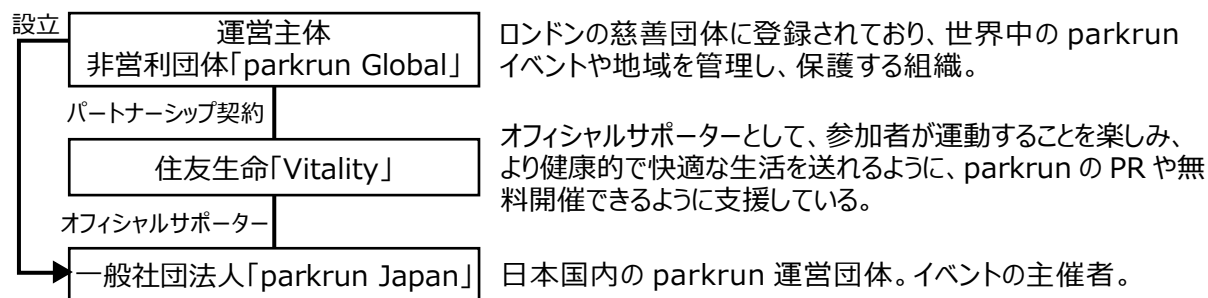 設立
運営主体
非営利団体「parkrun Global」
ロンドンの慈善団体に登録されており、世界中の parkrun
イベントや地域を管理し、保護する組織。
パートナーシップ契約
住友生命「Vitality」
オフィシャルサポーターとして、参加者が運動することを楽しみ、
より健康的で快適な生活を送れるように、parkrun の PR や無
料開催できるように支援している。
オフィシャルサポーター
一般社団法人「parkrun Japan」
日本国内の parkrun 運営団体。イベントの主催者。